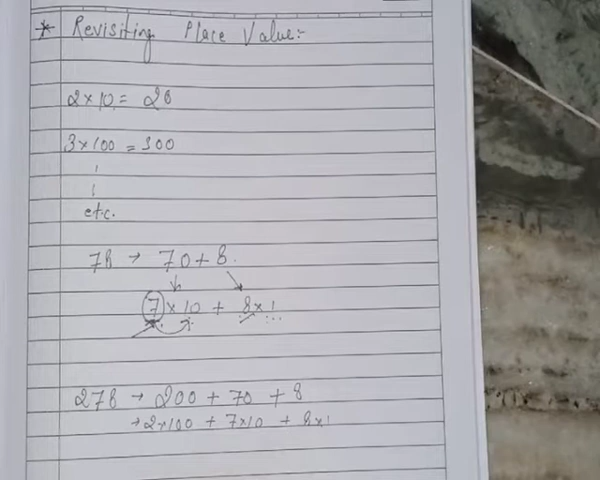 * Revisiting Place Value:-
2×10 = 20
3×100 = 300
etc.
78 → 70 + 8.
7×10 + 8×1
278 → 200 + 70 + 8
→ 2×100 + 7×10 + 8×1